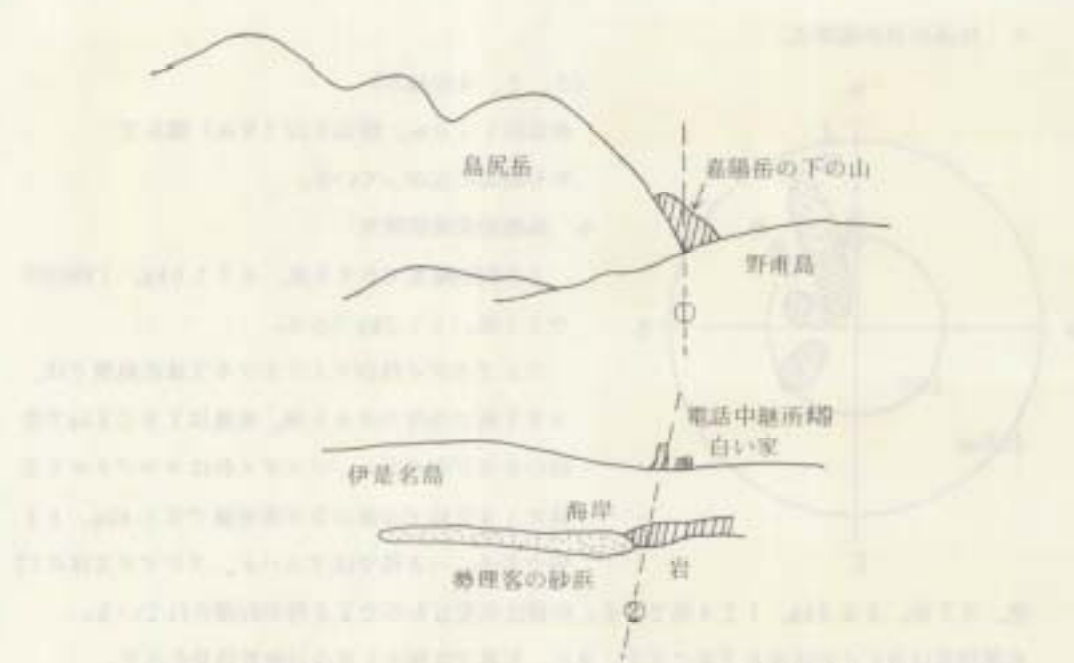 島尻岳
嘉陽岳の下の山
野甫島
①
電話中継所
白い家
伊是名島
海岸
勢理客の砂浜
岩
②